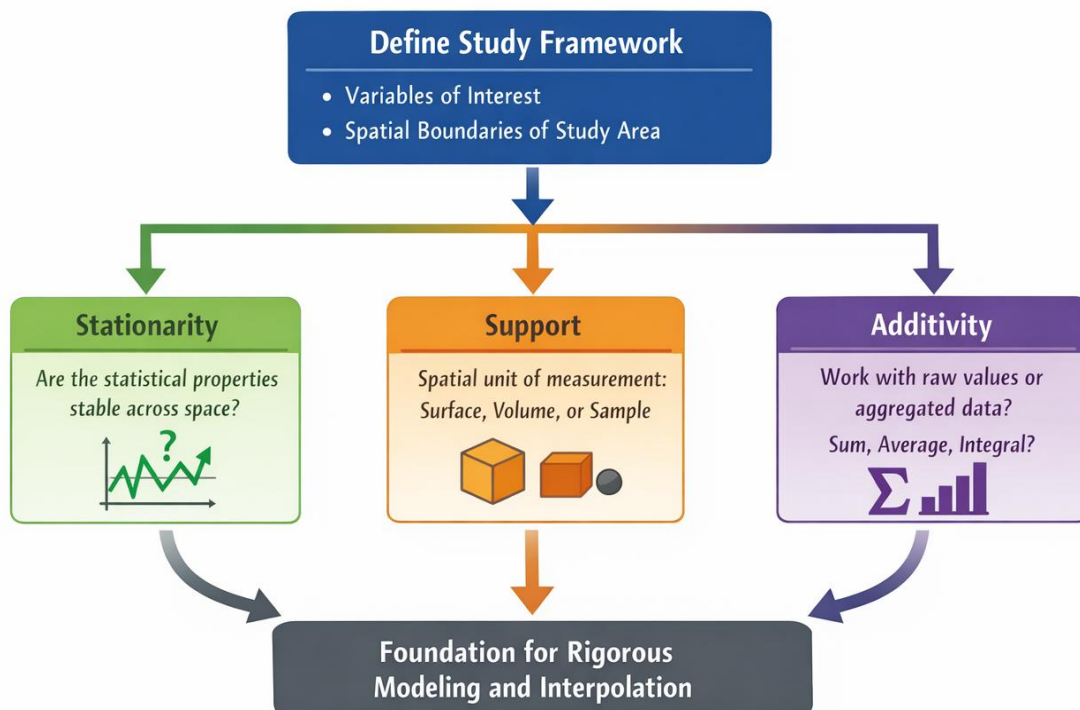 Define Study Framework
• Variables of Interest
• Spatial Boundaries of Study Area
Stationarity
Are the statistical properties
stable across space?
?
Support
Spatial unit of measurement:
Surface, Volume, or Sample
Additivity
Work with raw values or
aggregated data?
Sum, Average, Integral?
Σ
Foundation for Rigorous
Modeling and Interpolation